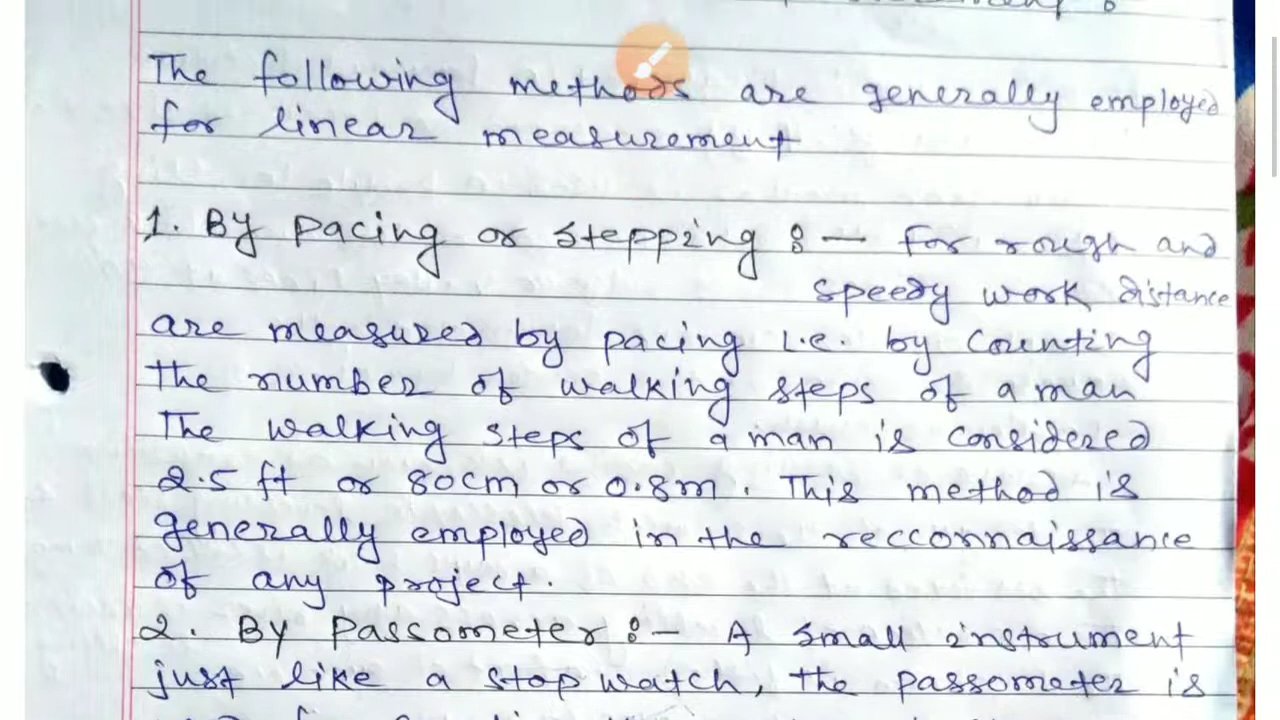 The following methods are generally employed
for linear measurement
1. By pacing or stepping :- for rough and
speedy work distance
are measured by pacing i.e. by counting
the number of walking steps of a man
The walking steps of a man is considered
2.5 ft or 80cm or 0.8m. This method is
generally employed in the recconnaissance
of any project.
2. By Passometer :- A small instrument
just like a stop watch, the passometer is